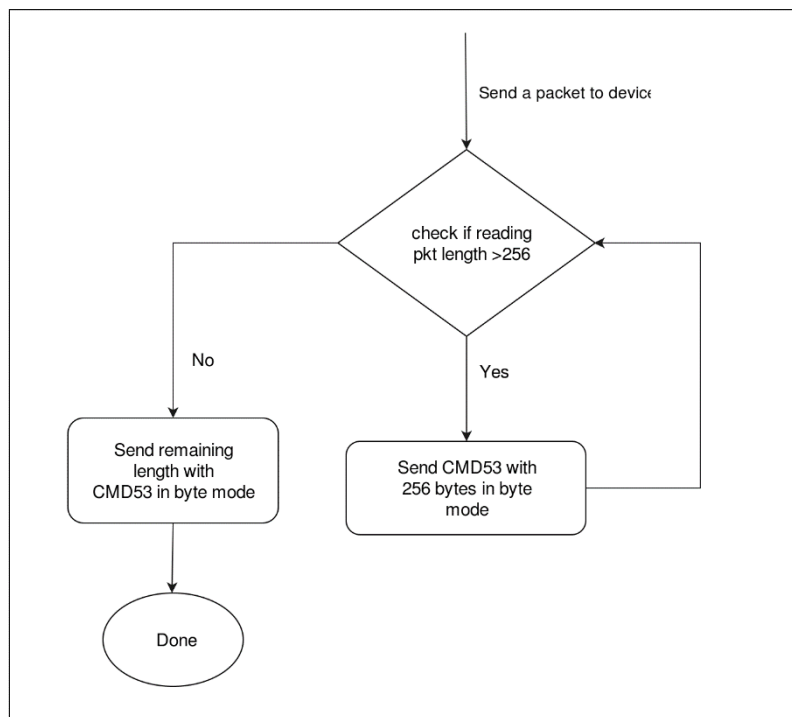 Send a packet to device
check if reading
pkt length >256
No
Yes
Send remaining
length with
CMD53 in byte mode
Send CMD53 with
256 bytes in byte
mode
Done